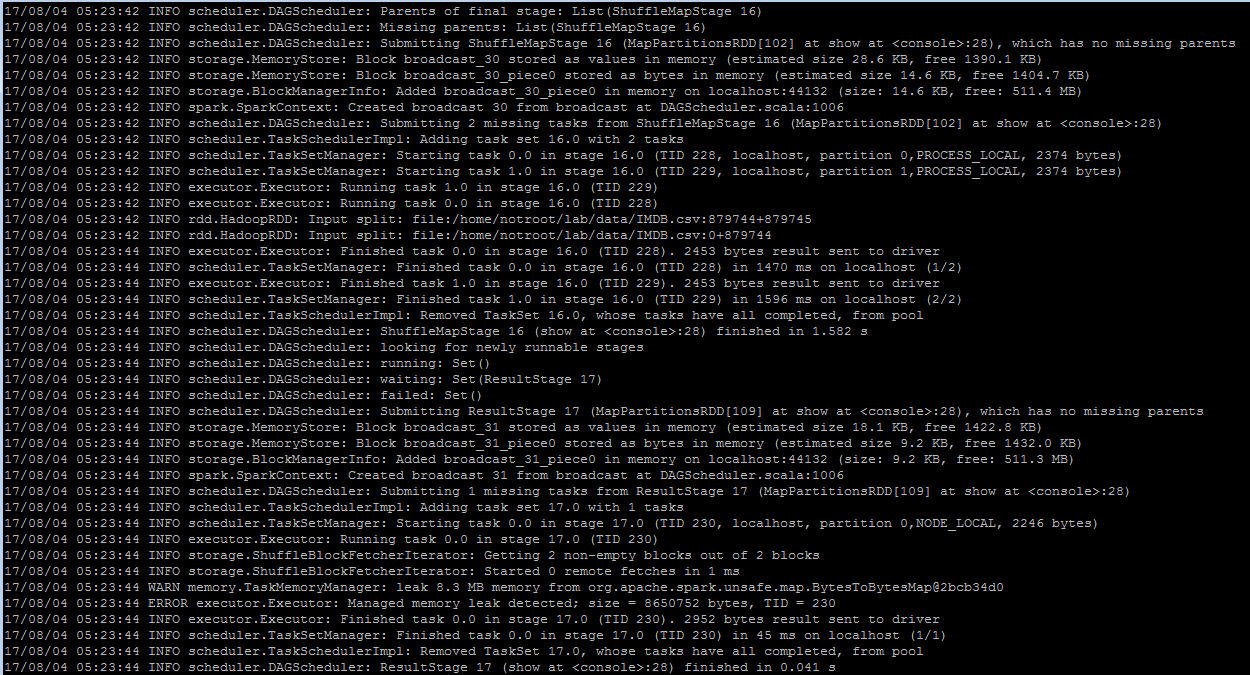 17/08/04 05:23:42 INFO scheduler.DAGScheduler: Parents of final stage: List(ShuffleMapStage 16)
17/08/04 05:23:42 INFO scheduler.DAGScheduler: Missing parents: List(ShuffleMapStage 16)
17/08/04 05:23:42 INFO scheduler.DAGScheduler: Submitting ShuffleMapStage 16 (MapPartitionsRDD[102] at show at <console>:28), which has no missing parents
17/08/04 05:23:42 INFO storage.MemoryStore: Block broadcast_30 stored as values in memory (estimated size 28.6 KB, free 1390.1 KB)
17/08/04 05:23:42 INFO storage.MemoryStore: Block broadcast_30_piece0 stored as bytes in memory (estimated size 14.6 KB, free 1404.7 KB)
17/08/04 05:23:42 INFO storage.BlockManagerInfo: Added broadcast_30_piece0 in memory on localhost:44132 (size: 14.6 KB, free: 511.4 MB)
17/08/04 05:23:42 INFO spark.SparkContext: Created broadcast 30 from broadcast at DAGScheduler.scala:1006
17/08/04 05:23:42 INFO scheduler.DAGScheduler: Submitting 2 missing tasks from ShuffleMapStage 16 (MapPartitionsRDD[102] at show at <console>:28)
17/08/04 05:23:42 INFO scheduler.TaskSchedulerImpl: Adding task set 16.0 with 2 tasks
17/08/04 05:23:42 INFO scheduler.TaskSetManager: Starting task 0.0 in stage 16.0 (TID 228, localhost, partition 0,PROCESS_LOCAL, 2374 bytes)
17/08/04 05:23:42 INFO scheduler.TaskSetManager: Starting task 1.0 in stage 16.0 (TID 229, localhost, partition 1,PROCESS_LOCAL, 2374 bytes)
17/08/04 05:23:42 INFO executor.Executor: Running task 1.0 in stage 16.0 (TID 229)
17/08/04 05:23:42 INFO executor.Executor: Running task 0.0 in stage 16.0 (TID 228)
17/08/04 05:23:42 INFO rdd.HadoopRDD: Input split: file:/home/notroot/lab/data/IMDB.csv:879744+879745
17/08/04 05:23:42 INFO rdd.HadoopRDD: Input split: file:/home/notroot/lab/data/IMDB.csv:0+879744
17/08/04 05:23:44 INFO executor.Executor: Finished task 0.0 in stage 16.0 (TID 228). 2453 bytes result sent to driver
17/08/04 05:23:44 INFO scheduler.TaskSetManager: Finished task 0.0 in stage 16.0 (TID 228) in 1470 ms on localhost (1/2)
17/08/04 05:23:44 INFO executor.Executor: Finished task 1.0 in stage 16.0 (TID 229). 2453 bytes result sent to driver
17/08/04 05:23:44 INFO scheduler.TaskSetManager: Finished task 1.0 in stage 16.0 (TID 229) in 1596 ms on localhost (2/2)
17/08/04 05:23:44 INFO scheduler.TaskSchedulerImpl: Removed TaskSet 16.0, whose tasks have all completed, from pool
17/08/04 05:23:44 INFO scheduler.DAGScheduler: ShuffleMapStage 16 (show at <console>:28) finished in 1.582 s
17/08/04 05:23:44 INFO scheduler.DAGScheduler: looking for newly runnable stages
17/08/04 05:23:44 INFO scheduler.DAGScheduler: running: Set()
17/08/04 05:23:44 INFO scheduler.DAGScheduler: waiting: Set(ResultStage 17)
17/08/04 05:23:44 INFO scheduler.DAGScheduler: failed: Set()
17/08/04 05:23:44 INFO scheduler.DAGScheduler: Submitting ResultStage 17 (MapPartitionsRDD[109] at show at <console>:28), which has no missing parents
17/08/04 05:23:44 INFO storage.MemoryStore: Block broadcast_31 stored as values in memory (estimated size 18.1 KB, free 1422.8 KB)
17/08/04 05:23:44 INFO storage.MemoryStore: Block broadcast_31_piece0 stored as bytes in memory (estimated size 9.2 KB, free 1432.0 KB)
17/08/04 05:23:44 INFO storage.BlockManagerInfo: Added broadcast_31_piece0 in memory on localhost:44132 (size: 9.2 KB, free: 511.3 MB)
17/08/04 05:23:44 INFO spark.SparkContext: Created broadcast 31 from broadcast at DAGScheduler.scala:1006
17/08/04 05:23:44 INFO scheduler.DAGScheduler: Submitting 1 missing tasks from ResultStage 17 (MapPartitionsRDD[109] at show at <console>:28)
17/08/04 05:23:44 INFO scheduler.TaskSchedulerImpl: Adding task set 17.0 with 1 tasks
17/08/04 05:23:44 INFO scheduler.TaskSetManager: Starting task 0.0 in stage 17.0 (TID 230, localhost, partition 0,NODE_LOCAL, 2246 bytes)
17/08/04 05:23:44 INFO executor.Executor: Running task 0.0 in stage 17.0 (TID 230)
17/08/04 05:23:44 INFO storage.ShuffleBlockFetcherIterator: Getting 2 non-empty blocks out of 2 blocks
17/08/04 05:23:44 INFO storage.ShuffleBlockFetcherIterator: Started 0 remote fetches in 1 ms
17/08/04 05:23:44 WARN memory.TaskMemoryManager: leak 8.3 MB memory from org.apache.spark.unsafe.map.BytesToBytesMap@2bcb34d0
17/08/04 05:23:44 ERROR executor.Executor: Managed memory leak detected; size = 8650752 bytes, TID = 230
17/08/04 05:23:44 INFO executor.Executor: Finished task 0.0 in stage 17.0 (TID 230). 2952 bytes result sent to driver
17/08/04 05:23:44 INFO scheduler.TaskSetManager: Finished task 0.0 in stage 17.0 (TID 230) in 45 ms on localhost (1/1)
17/08/04 05:23:44 INFO scheduler.TaskSchedulerImpl: Removed TaskSet 17.0, whose tasks have all completed, from pool
17/08/04 05:23:44 INFO scheduler.DAGScheduler: ResultStage 17 (show at <console>:28) finished in 0.041 s